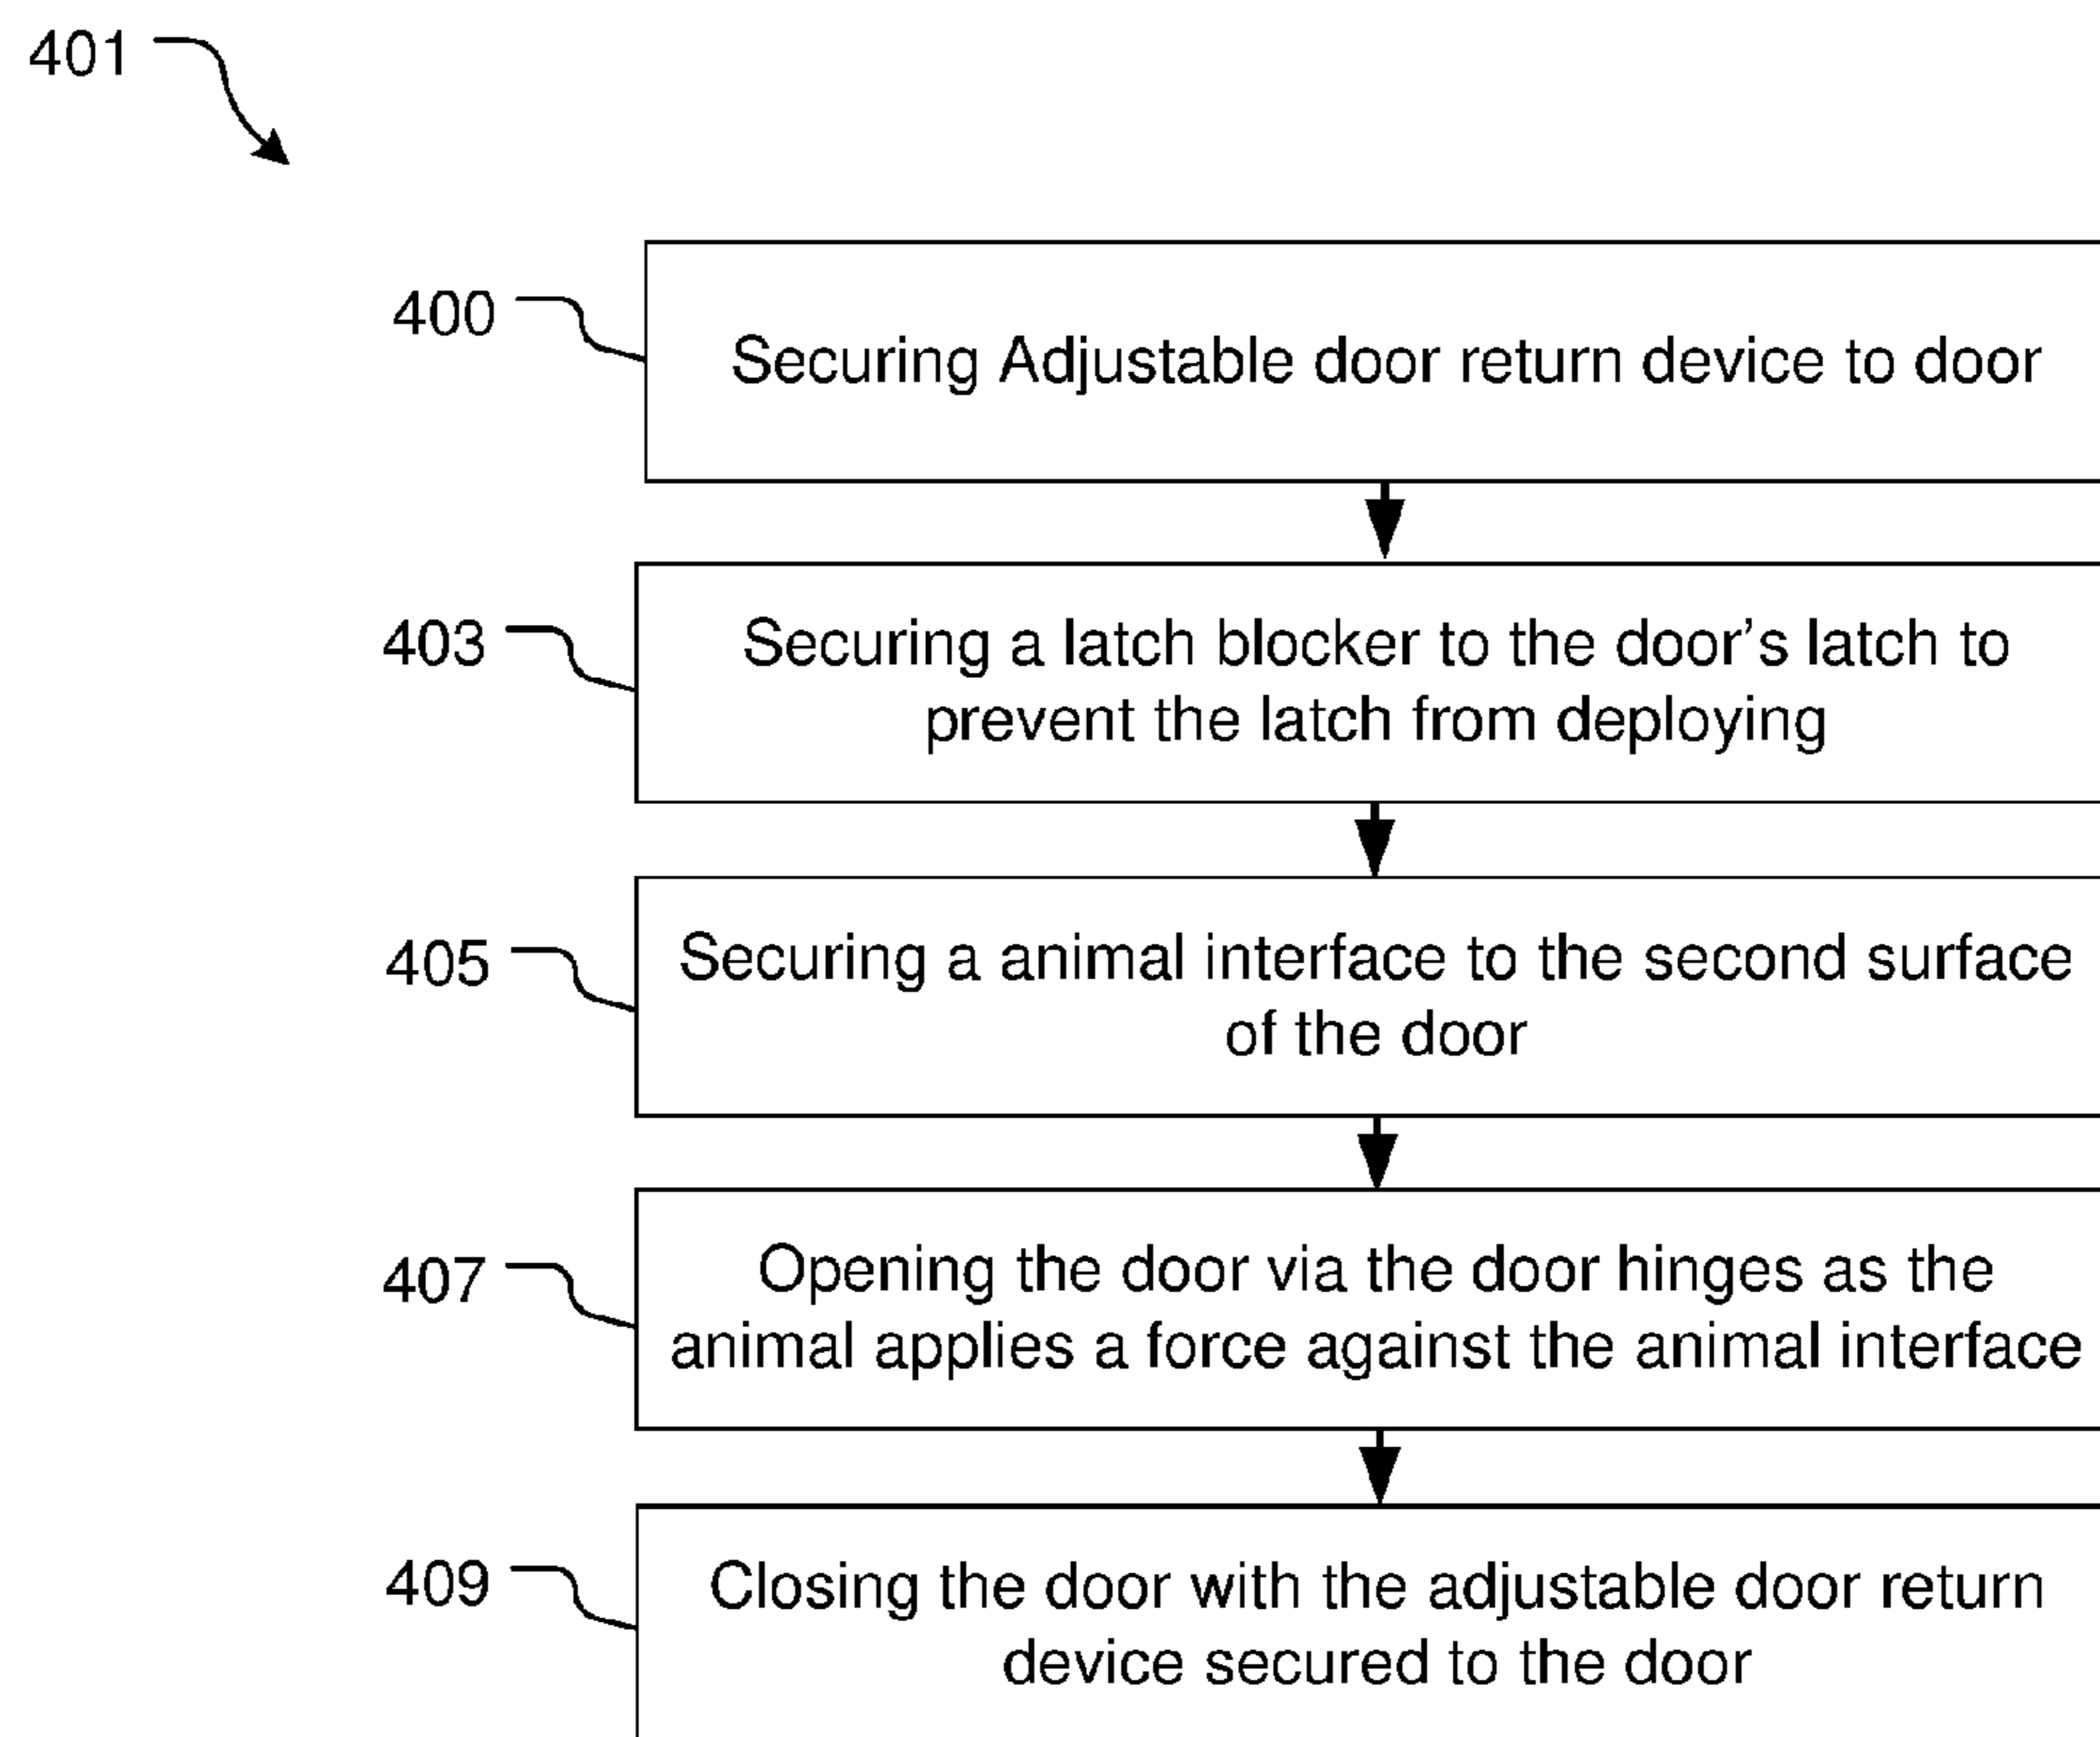 401
400
Securing Adjustable door return device to door
403
Securing a latch blocker to the door's latch to
prevent the latch from deploying
405
Securing a animal interface to the second surface
of the door
407
Opening the door via the door hinges as the
animal applies a force against the animal interface
409
Closing the door with the adjustable door return
device secured to the door